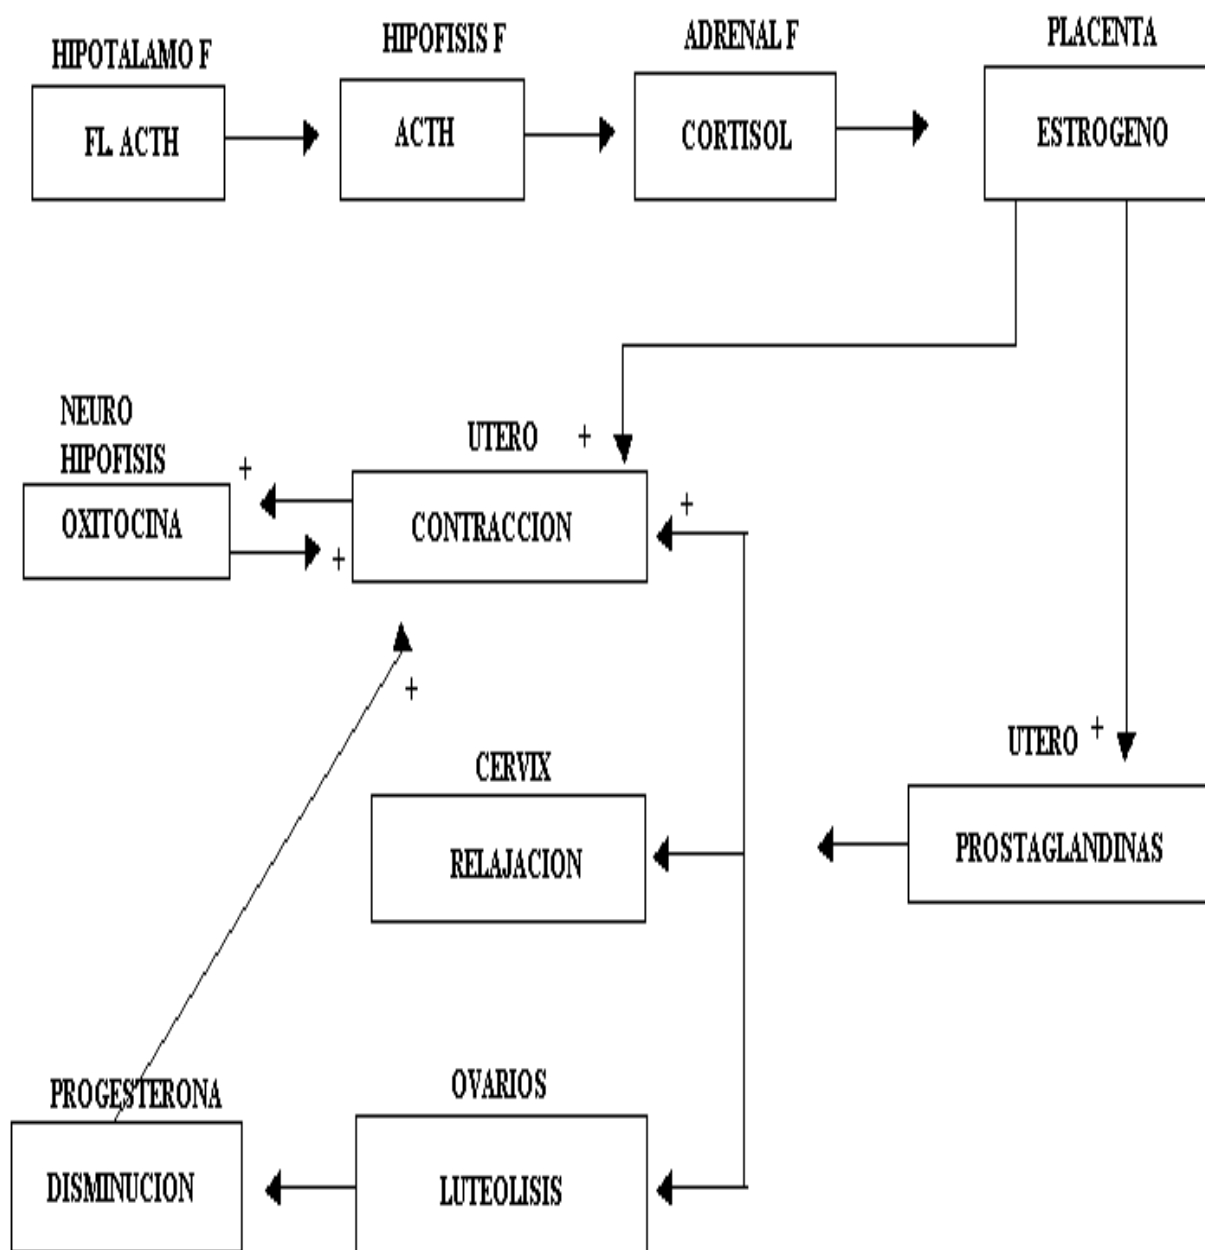 HIPOTALAMO F
FL. ACTH
HIPOFISIS F
ACTH
ADRENAL F
CORTISOL
PLACENTA
ESTROGENO
NEURO
HIPOFISIS
+
OXITOCINA
+
UTERO +
CONTRACCION
+
+
UTERO +
PROSTAGLANDINAS
CERVIX
RELAJACION
OVARIOS
LUTEOLISIS
PROGESTERONA
DISMINUCION